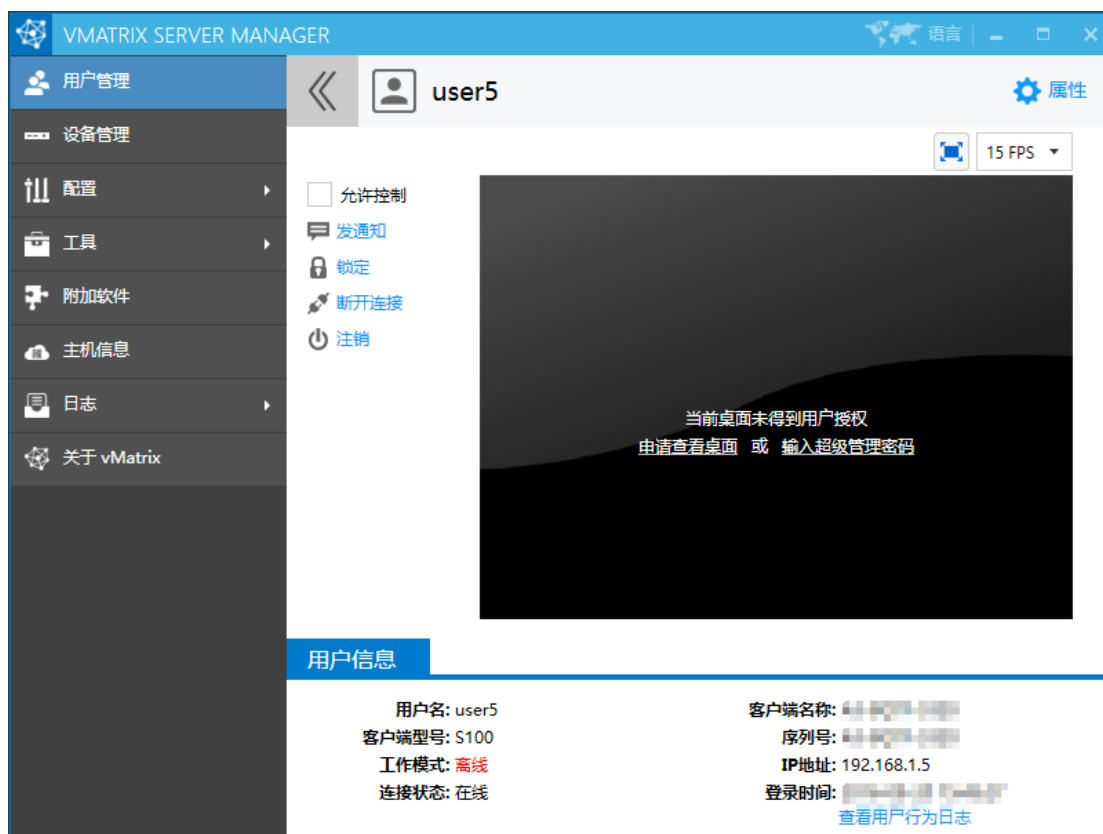 VMATRIX SERVER MANAGER
语言
用户管理
设备管理
配置
工具
附加软件
主机信息
日志
关于 vMatrix
user5
属性
15 FPS
允许控制
发通知
锁定
断开连接
注销
当前桌面未得到用户授权
申请查看桌面 或 输入超级管理密码
用户信息
用户名: user5
客户端型号: S100
工作模式: 离线
连接状态: 在线
客户端名称:
序列号:
IP地址: 192.168.1.5
登录时间:
查看用户行为日志